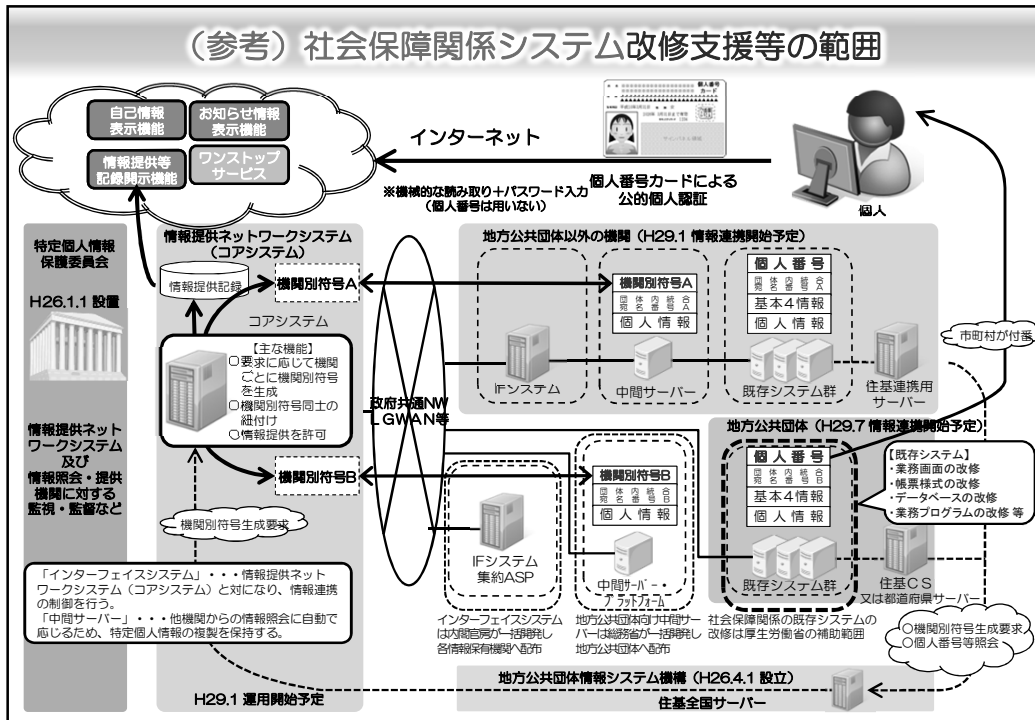 （参考）社会保障関係システム改修支援等の範囲
自己情報
表示機能
お知らせ情報
表示機能
情報提供等
記録開示機能
ワンストップ
サービス
インターネット
※機械的な読み取り＋パスワード入力
（個人番号は用いない）
個人番号
カード
個人番号カードによる
公的個人認証
個人
特定個人情報
保護委員会
H26.1.1 設置
情報提供ネット
ワークシステム
及び
情報照会・提供
機関に対する
監視・監督など
情報提供ネットワークシステム
（コアシステム）
情報提供記録
機関別符号A
コアシステム
【主な機能】
○要求に応じて機関
ごとに機関別符号
を生成
○機関別符号同士の
紐付け
○情報提供を許可
機関別符号B
機関別符号生成要求
政府共通NW
LGWAN等
地方公共団体以外の機関（H29.1 情報連携開始予定）
IFシステム
機関別符号A
団体内統合
宛名番号A
個人情報
中間サーバー
個人番号
団体内統合
宛名番号A
基本4情報
個人情報
既存システム群
住基連携用
サーバー
市町村が付番
地方公共団体（H29.7 情報連携開始予定）
IFシステム
集約ASP
機関別符号B
団体内統合
宛名番号B
個人情報
中間サーバー・
プラットフォーム
個人番号
団体内統合
宛名番号B
基本4情報
個人情報
既存システム群
【既存システム】
・業務画面の改修
・帳票様式の改修
・データベースの改修
・業務プログラムの改修 等
住基CS
又は都道府県サーバー
「インターフェイスシステム」・・・情報提供ネット
ワークシステム（コアシステム）と対になり、情報連携
の制御を行う。
「中間サーバー」・・・他機関からの情報照会に自動で
応じるため、特定個人情報の複製を保持する。
インターフェイスシステム
は内閣官房が一括開発し
各情報保有機関へ配布
地方公共団体向け中間サー
バーは総務省が一括開発し
地方公共団体へ配布
社会保障関係の既存システムの
改修は厚生労働省の補助範囲
○機関別符号生成要求
○個人番号等照会
H29.1 運用開始予定
地方公共団体情報システム機構（H26.4.1 設立）
住基全国サーバー